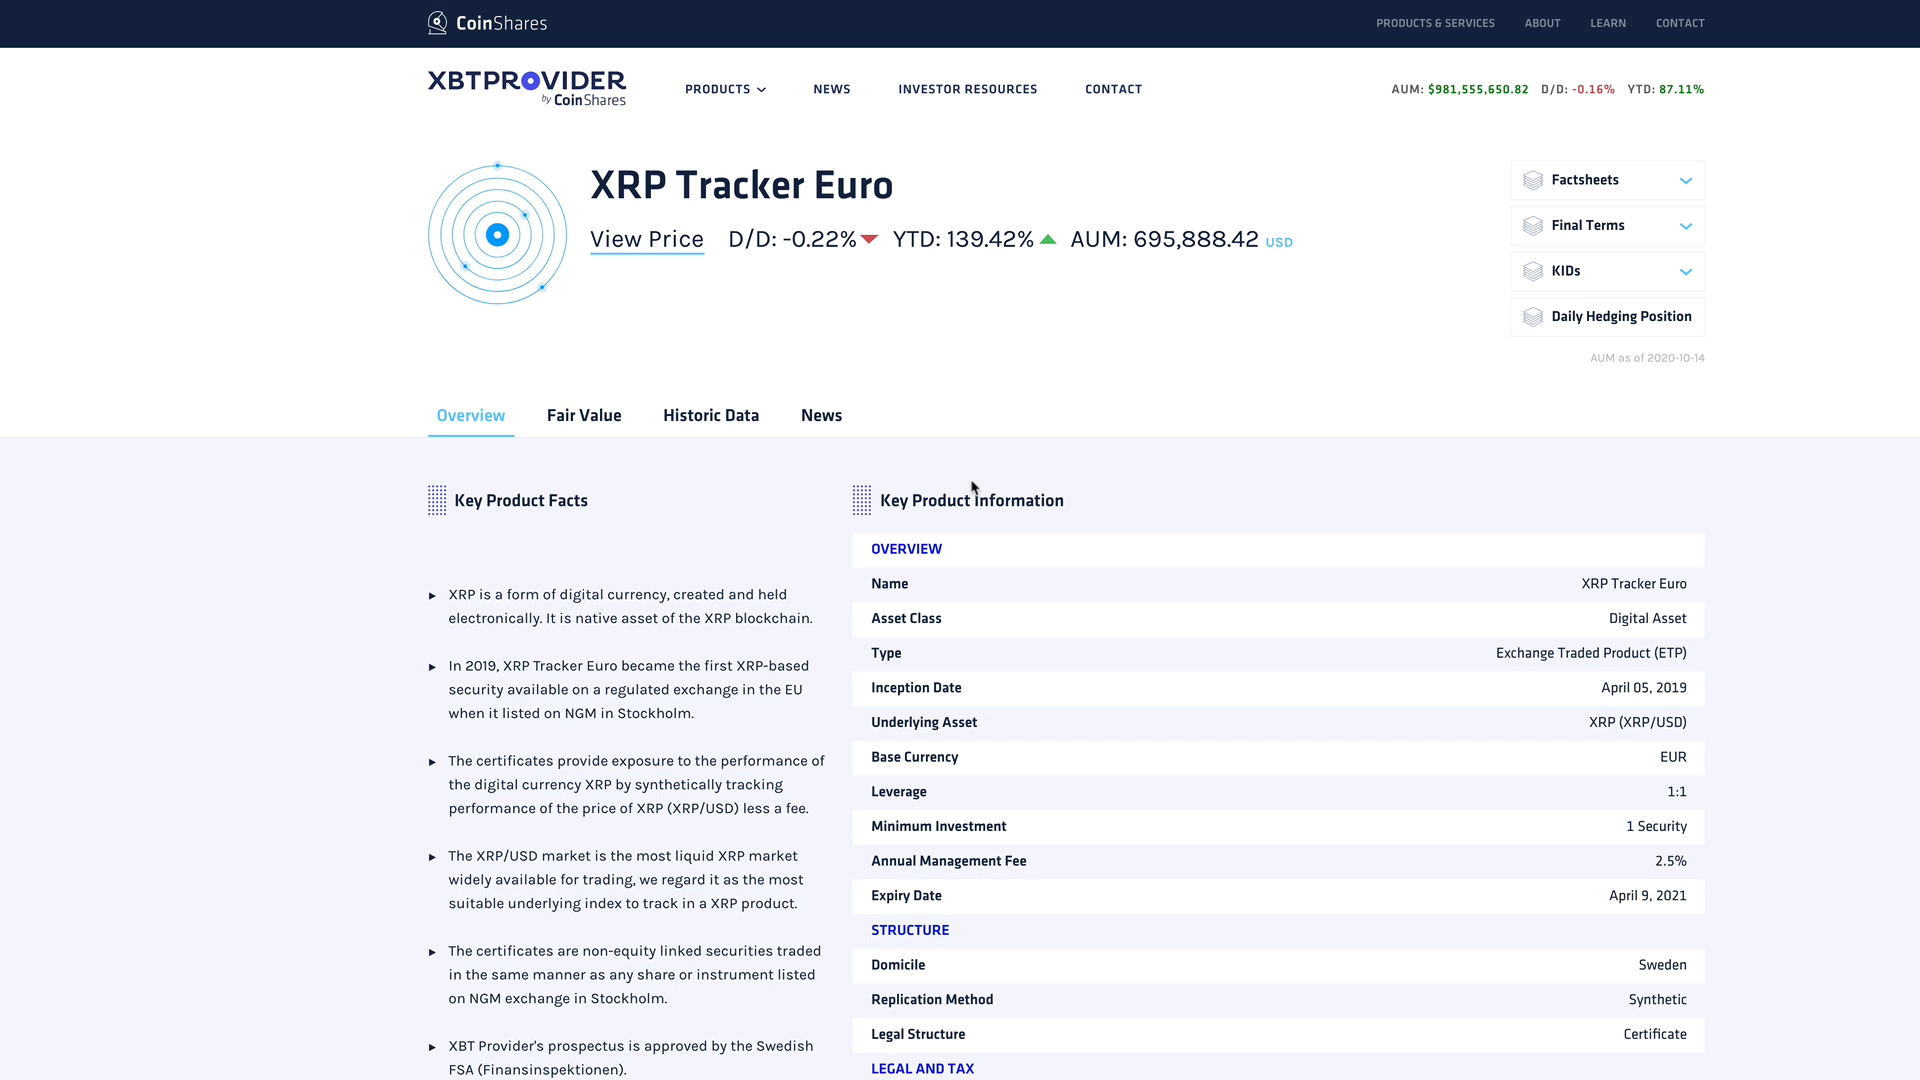 CoinShares
PRODUCTS & SERVICES ABOUT LEARN CONTACT
XBTPROVIDER
by CoinShares
PRODUCTS NEWS INVESTOR RESOURCES CONTACT
AUM: $981,555,650.82 D/D: -0.16% YTD: 87.11%
XRP Tracker Euro
View Price D/D: -0.22% YTD: 139.42% AUM: 695,888.42 USD
Factsheets
Final Terms
KIDs
Daily Hedging Position
AUM as of 2020-10-14
Overview Fair Value Historic Data News
Key Product Facts
▸ XRP is a form of digital currency, created and held
electronically. It is native asset of the XRP blockchain.
▸ In 2019, XRP Tracker Euro became the first XRP-based
security available on a regulated exchange in the EU
when it listed on NGM in Stockholm.
▸ The certificates provide exposure to the performance of
the digital currency XRP by synthetically tracking
performance of the price of XRP (XRP/USD) less a fee.
▸ The XRP/USD market is the most liquid XRP market
widely available for trading, we regard it as the most
suitable underlying index to track in a XRP product.
▸ The certificates are non-equity linked securities traded
in the same manner as any share or instrument listed
on NGM exchange in Stockholm.
▸ XBT Provider's prospectus is approved by the Swedish
FSA (Finansinspektionen).
Key Product Information
OVERVIEW
Name XRP Tracker Euro
Asset Class Digital Asset
Type Exchange Traded Product (ETP)
Inception Date April 05, 2019
Underlying Asset XRP (XRP/USD)
Base Currency EUR
Leverage 1:1
Minimum Investment 1 Security
Annual Management Fee 2.5%
Expiry Date April 9, 2021
STRUCTURE
Domicile Sweden
Replication Method Synthetic
Legal Structure Certificate
LEGAL AND TAX